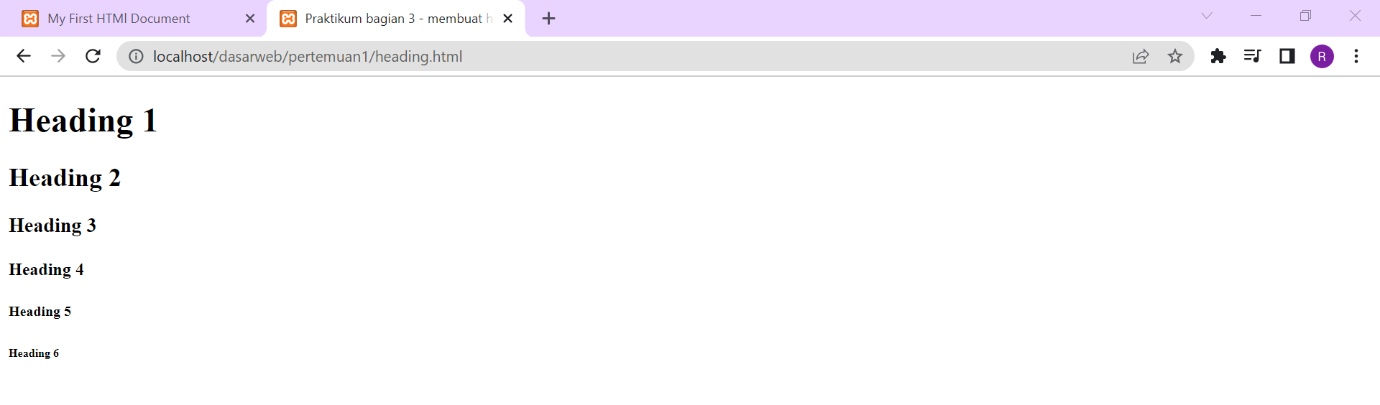 My First HTMl Document
Praktikum bagian 3 - membuat h
localhost/dasarweb/pertemuan1/heading.html
R
Heading 1
Heading 2
Heading 3
Heading 4
Heading 5
Heading 6